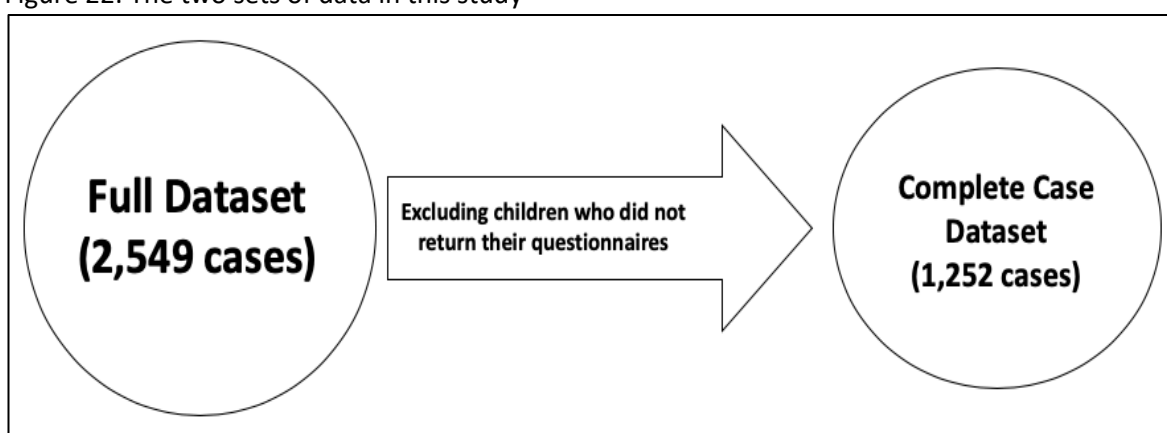 Figure 22: The two sets of data in this study
Full Dataset
(2,549 cases)
Excluding children who did not
return their questionnaires
Complete Case
Dataset
(1,252 cases)